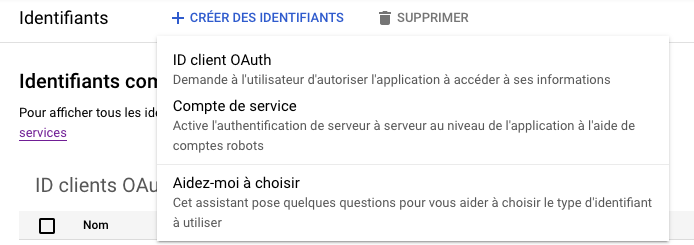 Identifiants
CRÉER DES IDENTIFIANTS
SUPPRIMER
ID client OAuth
Demande à l'utilisateur d'autoriser l'application à accéder à ses informations
Compte de service
Active l'authentification de serveur à serveur au niveau de l'application à l'aide de
comptes robots
Aidez-moi à choisir
Cet assistant pose quelques questions pour vous aider à choisir le type d'identifiant
à utiliser
Identifiants com
Pour afficher tous les ide
services
ID clients OAu
Nom